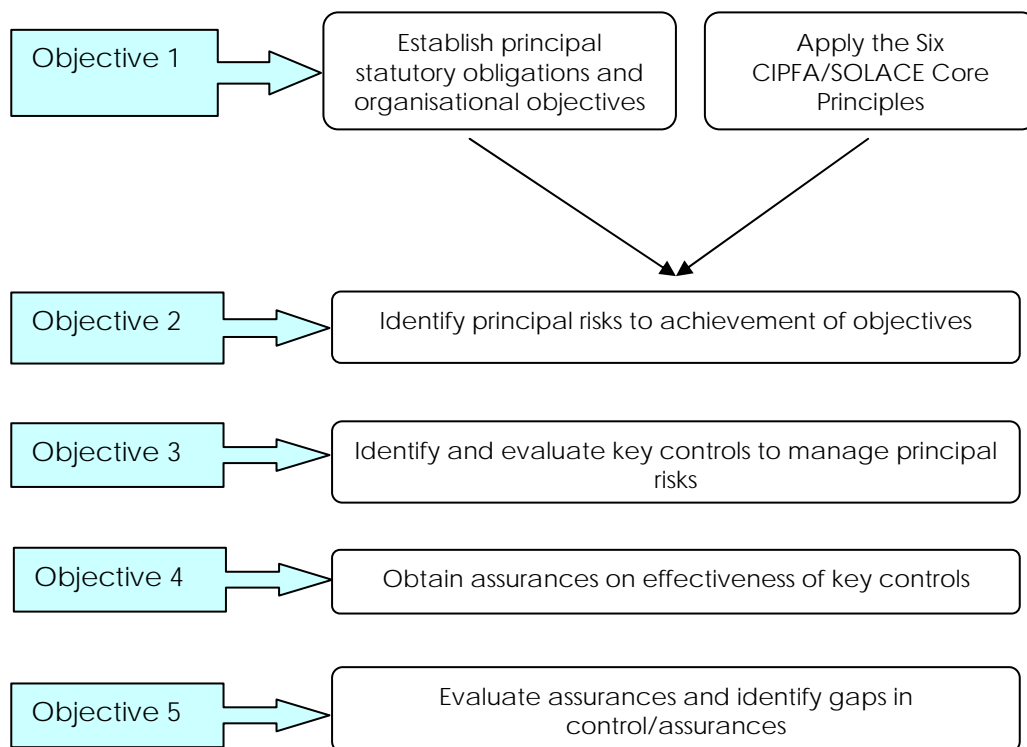 Objective 1
Establish principal
statutory obligations and
organisational objectives
Apply the Six
CIPFA/SOLACE Core
Principles
Objective 2
Identify principal risks to achievement of objectives
Objective 3
Identify and evaluate key controls to manage principal
risks
Objective 4
Obtain assurances on effectiveness of key controls
Objective 5
Evaluate assurances and identify gaps in
control/assurances